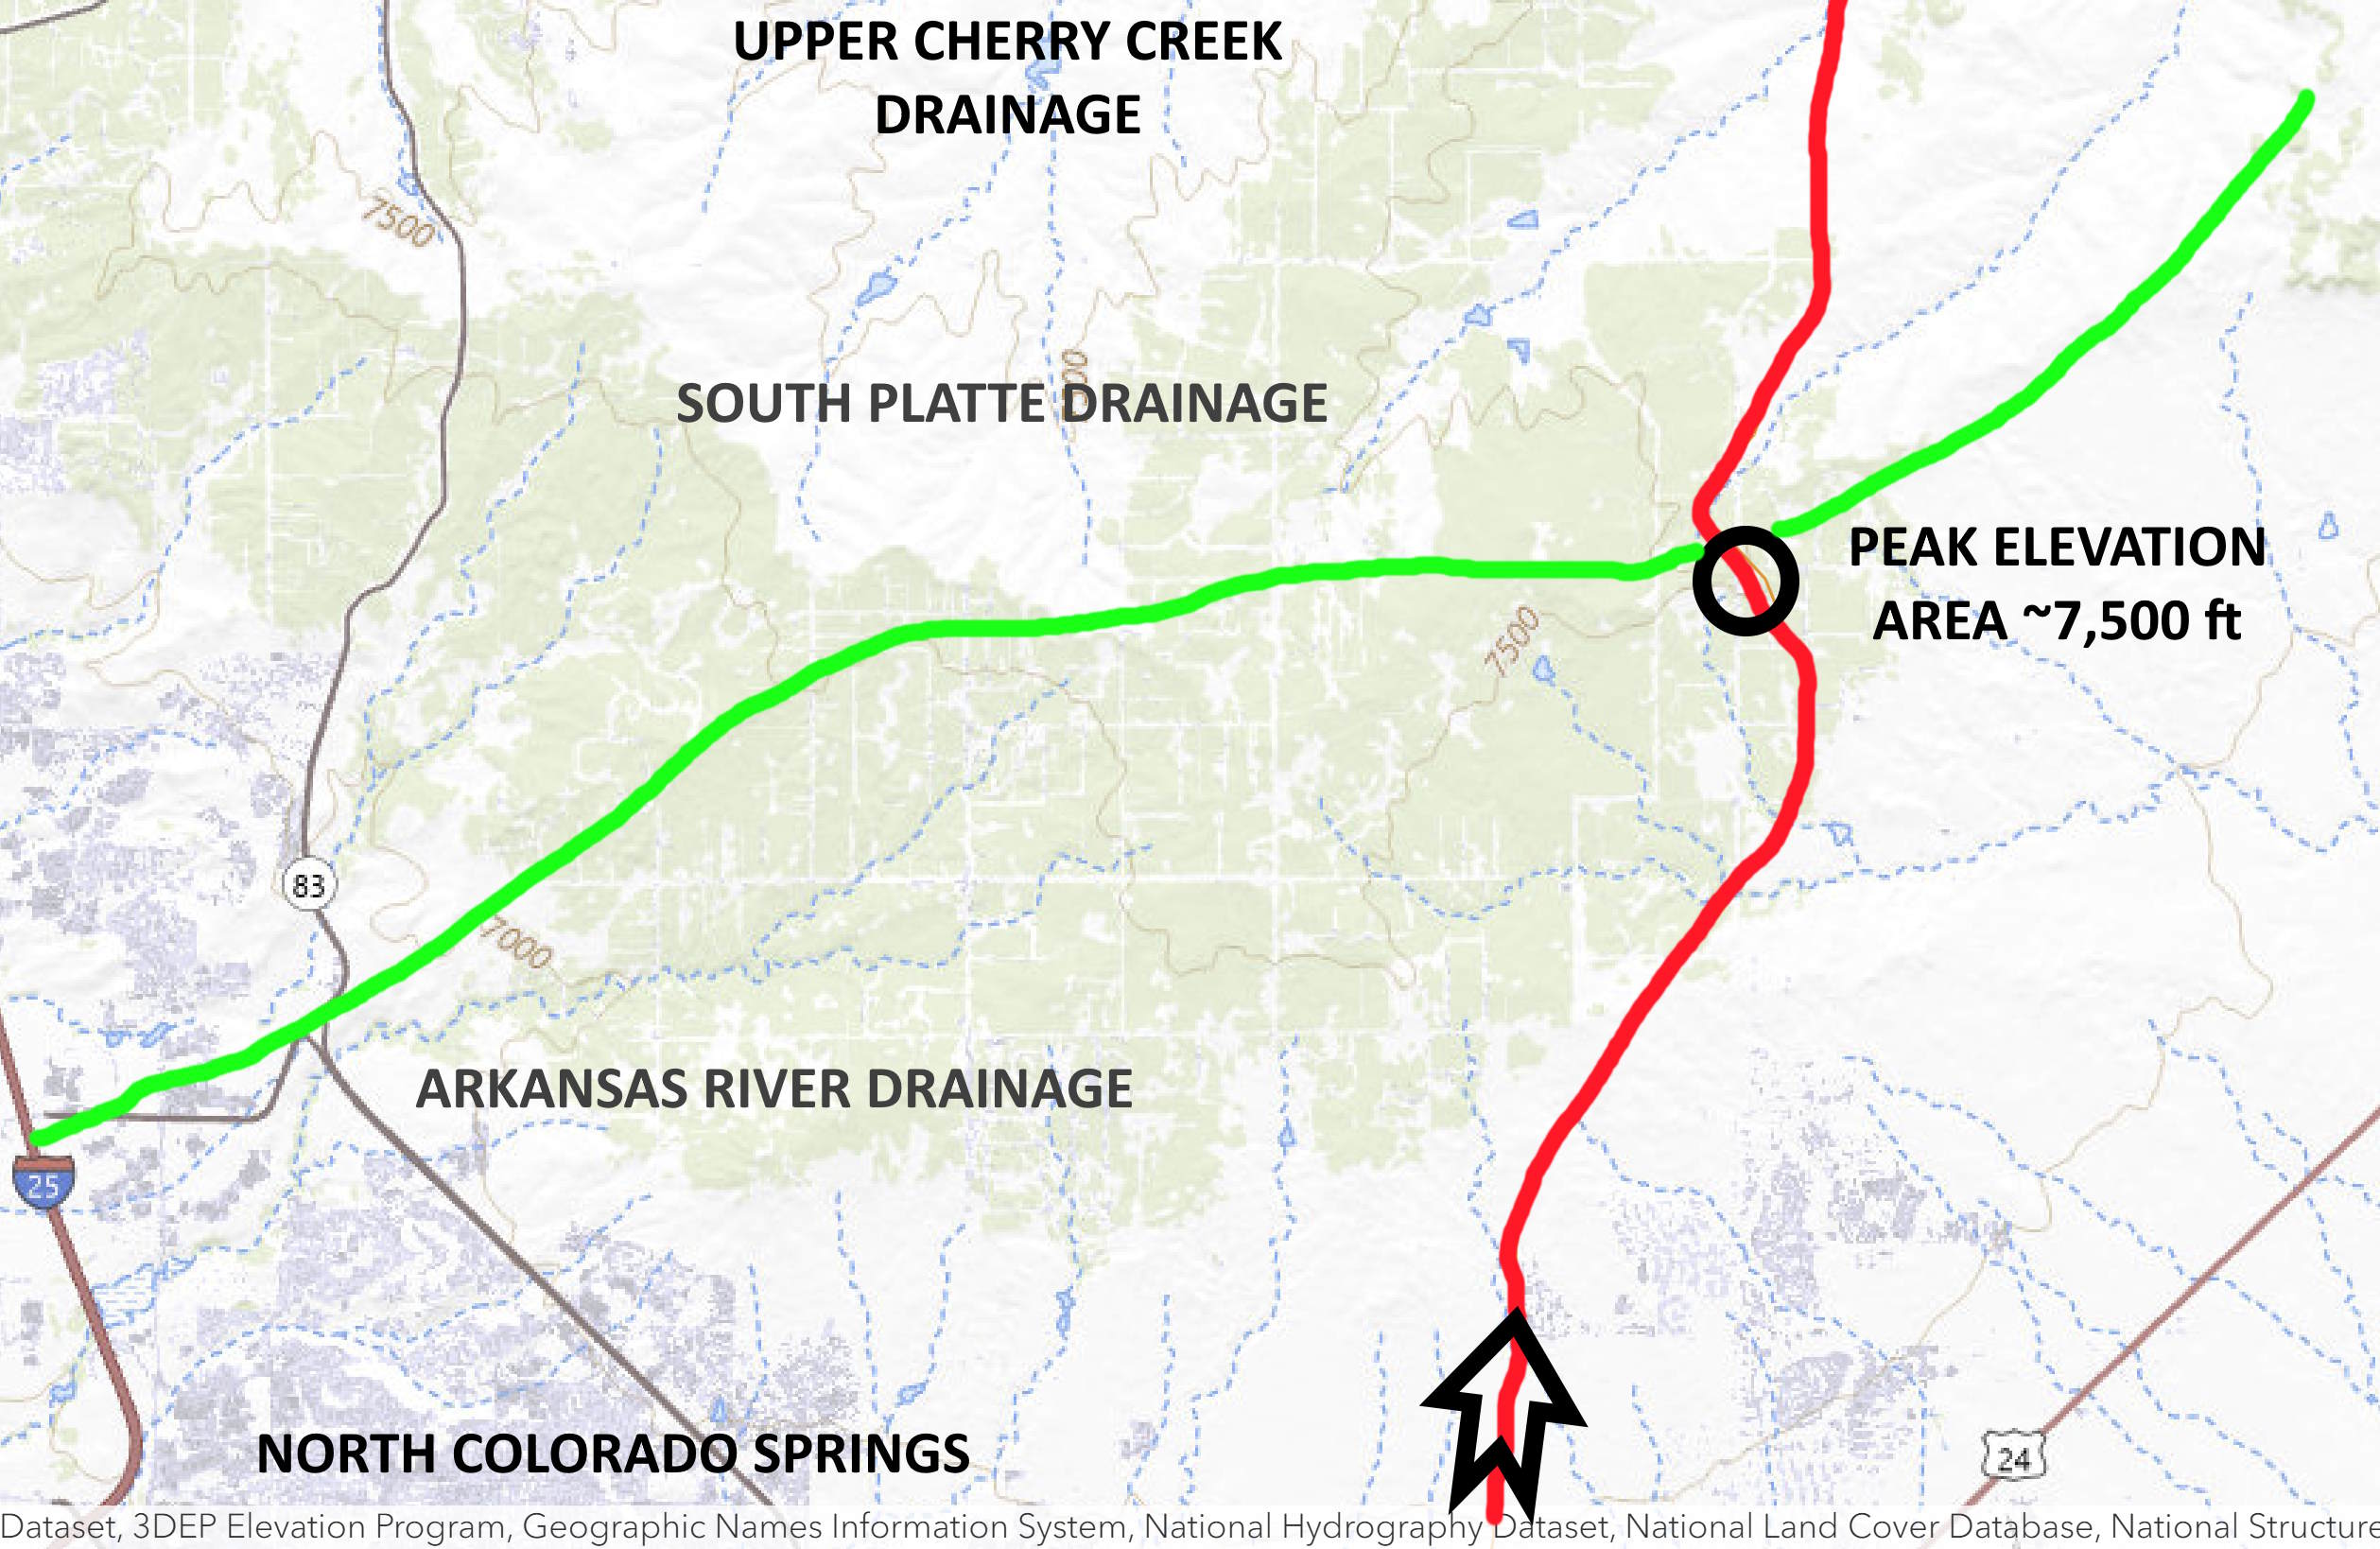 UPPER CHERRY CREEK
DRAINAGE
7500
SOUTH PLATTE DRAINAGE
PEAK ELEVATION
AREA ~7,500 ft
7500
83
7000
ARKANSAS RIVER DRAINAGE
25
NORTH COLORADO SPRINGS
24
Dataset, 3DEP Elevation Program, Geographic Names Information System, National Hydrography Dataset, National Land Cover Database, National Structure